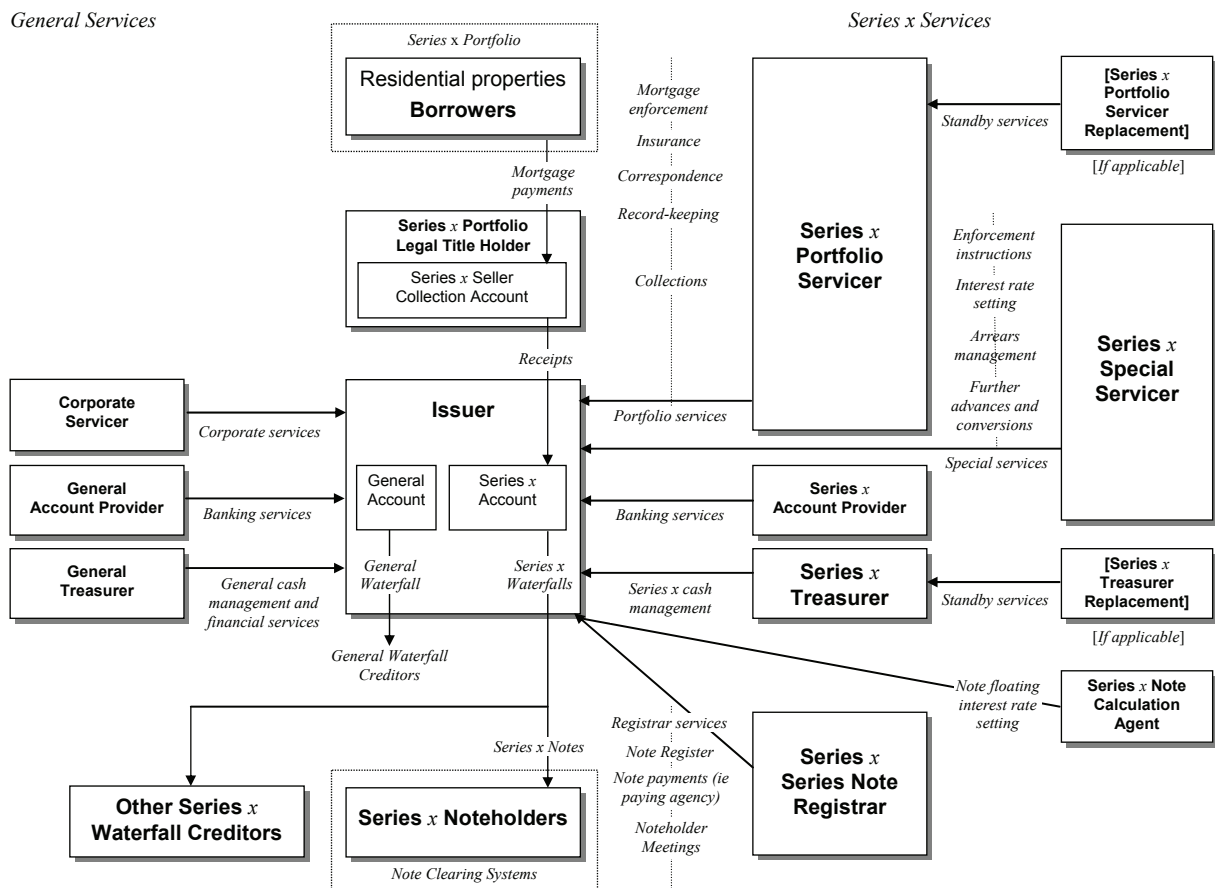 General Services
Series x Services
Series x Portfolio
Residential properties
Borrowers
Mortgage
payments
Series x Portfolio
Legal Title Holder
Series x Seller
Collection Account
Receipts
Mortgage
enforcement
Insurance
Correspondence
Record-keeping
Collections
Series x
Portfolio
Servicer
Standby services
[Series x
Portfolio
Servicer
Replacement]
[If applicable]
Enforcement
instructions
Interest rate
setting
Arrears
management
Further
advances and
conversions
Series x
Special
Servicer
Corporate
Servicer
Corporate services
Issuer
Portfolio services
Special services
General
Account Provider
Banking services
General
Account
Series x
Account
Banking services
Series x
Account Provider
General
Treasurer
General cash
management and
financial services
General
Waterfall
Series x
Waterfalls
Series x cash
management
Series x
Treasurer
Standby services
[Series x
Treasurer
Replacement]
[If applicable]
General Waterfall
Creditors
Note floating
interest rate
setting
Series x Note
Calculation
Agent
Series x Notes
Registrar services
Note Register
Note payments (ie
paying agency)
Noteholder
Meetings
Series x
Series Note
Registrar
Other Series x
Waterfall Creditors
Series x Noteholders
Note Clearing Systems